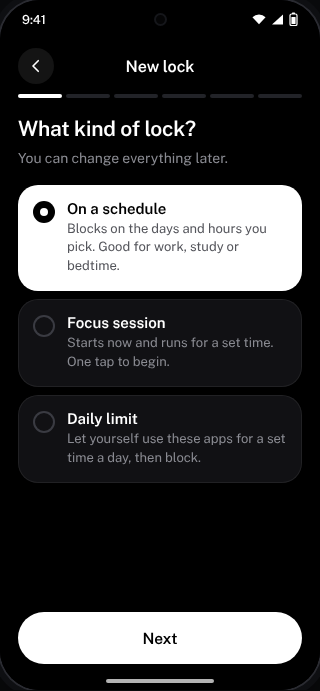 9:41
New lock
What kind of lock?
You can change everything later.
On a schedule
Blocks on the days and hours you
pick. Good for work, study or
bedtime.
Focus session
Starts now and runs for a set time.
One tap to begin.
Daily limit
Let yourself use these apps for a set
time a day, then block.
Next